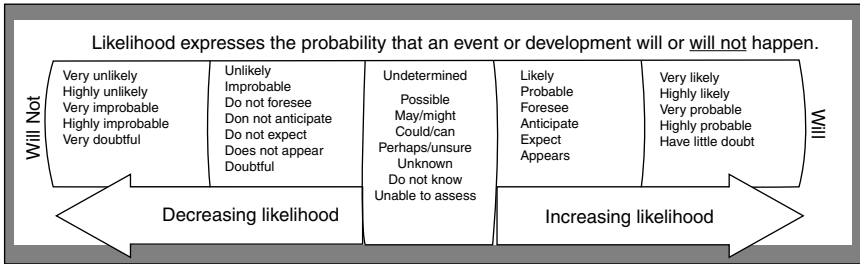 Likelihood expresses the probability that an event or development will or will not happen.
Will Not
Very unlikely
Highly unlikely
Very improbable
Highly improbable
Very doubtful
Unlikely
Improbable
Do not foresee
Don not anticipate
Do not expect
Does not appear
Doubtful
Undetermined
Possible
May/might
Could/can
Perhaps/unsure
Unknown
Do not know
Unable to assess
Likely
Probable
Foresee
Anticipate
Expect
Appears
Very likely
Highly likely
Very probable
Highly probable
Have little doubt
Will
Decreasing likelihood
Increasing likelihood